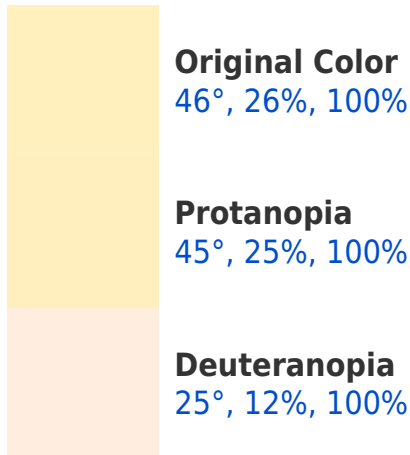 Original Color
46°, 26%, 100%
Protanopia
45°, 25%, 100%
Deuteranopia
25°, 12%, 100%